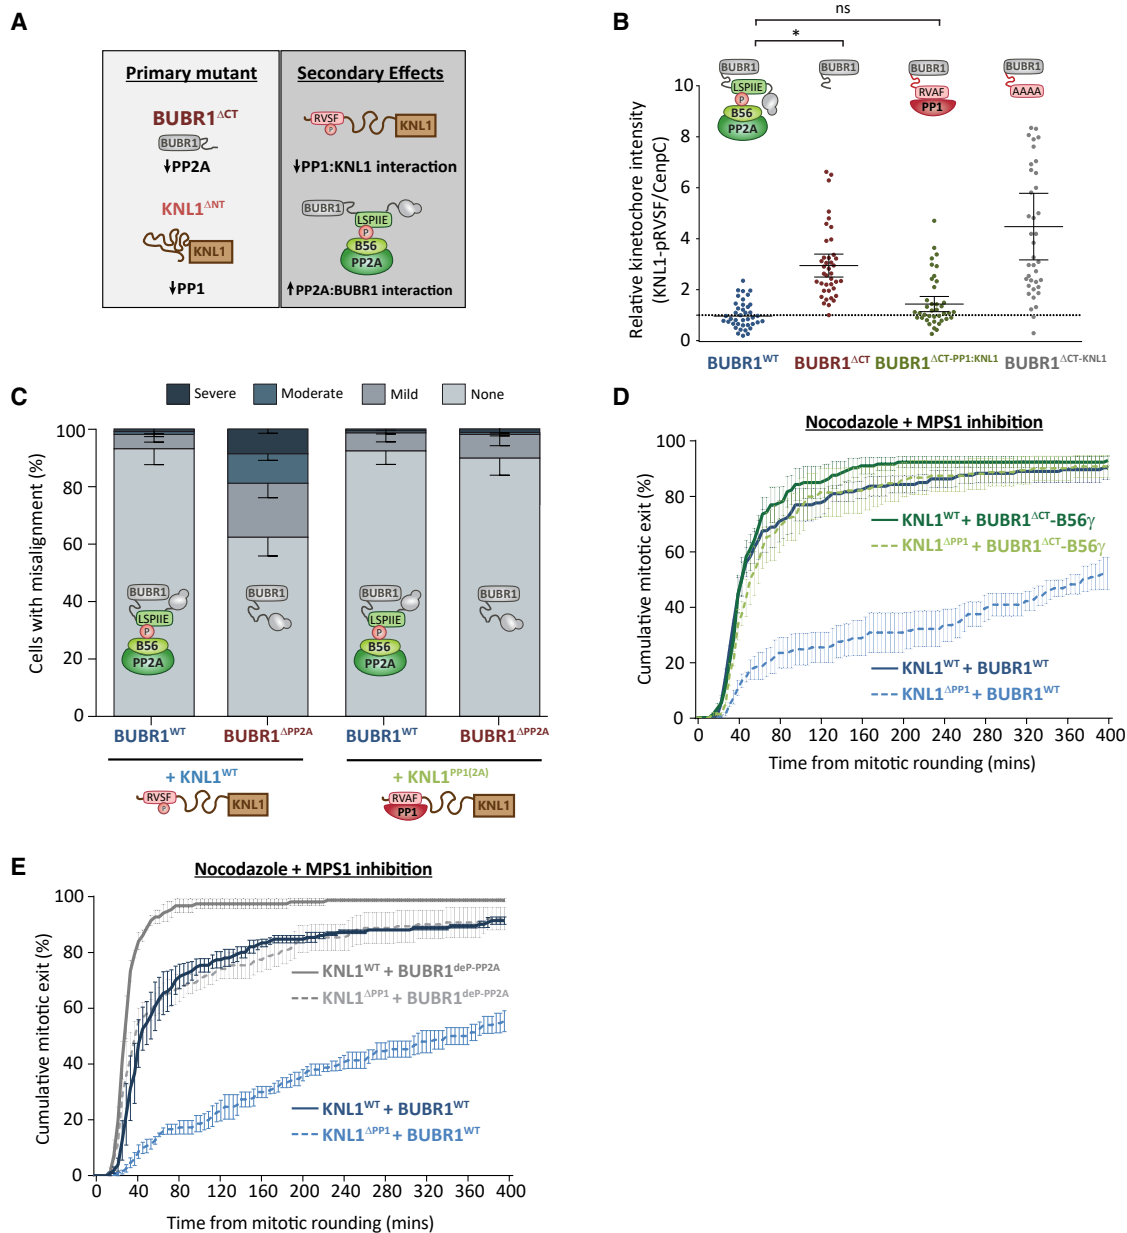 A
Primary mutant
Secondary Effects
BUBR1ΔCT
BUBR1
↓PP2A
RVSF
P
KNL1
↓PP1:KNL1 interaction
KNL1ΔNT
KNL1
↓PP1
BUBR1
LSPIIE
P
B56
PP2A
↑PP2A:BUBR1 interaction
B
ns
*
BUBR1
LSPIIE
P
B56
PP2A
BUBR1
BUBR1
RVAF
PP1
BUBR1
AAAA
Relative kinetochore intensity
(KNL1-pRVSF/CenpC)
10
8
6
4
2
0
BUBR1WT
BUBR1ΔCT
BUBR1ΔCT-PP1:KNL1
BUBR1ΔCT-KNL1
C
Severe
Moderate
Mild
None
Cells with misalignment (%)
100
80
60
40
20
0
BUBR1
LSPIIE
P
B56
PP2A
BUBR1
BUBR1
LSPIIE
P
B56
PP2A
BUBR1
BUBR1WT
BUBR1ΔPP2A
BUBR1WT
BUBR1ΔPP2A
+ KNL1WT
+ KNL1PP1(2A)
RVSF
P
KNL1
RVAF
PP1
KNL1
D
Nocodazole + MPS1 inhibition
Cumulative mitotic exit (%)
100
80
60
40
20
0
KNL1WT + BUBR1ΔCT-B56γ
KNL1ΔPP1 + BUBR1ΔCT-B56γ
KNL1WT + BUBR1WT
KNL1ΔPP1 + BUBR1WT
0 40 80 120 160 200 240 280 320 360 400
Time from mitotic rounding (mins)
E
Nocodazole + MPS1 inhibition
Cumulative mitotic exit (%)
100
80
60
40
20
0
KNL1WT + BUBR1deP-PP2A
KNL1ΔPP1 + BUBR1deP-PP2A
KNL1WT + BUBR1WT
KNL1ΔPP1 + BUBR1WT
0 40 80 120 160 200 240 280 320 360 400
Time from mitotic rounding (mins)